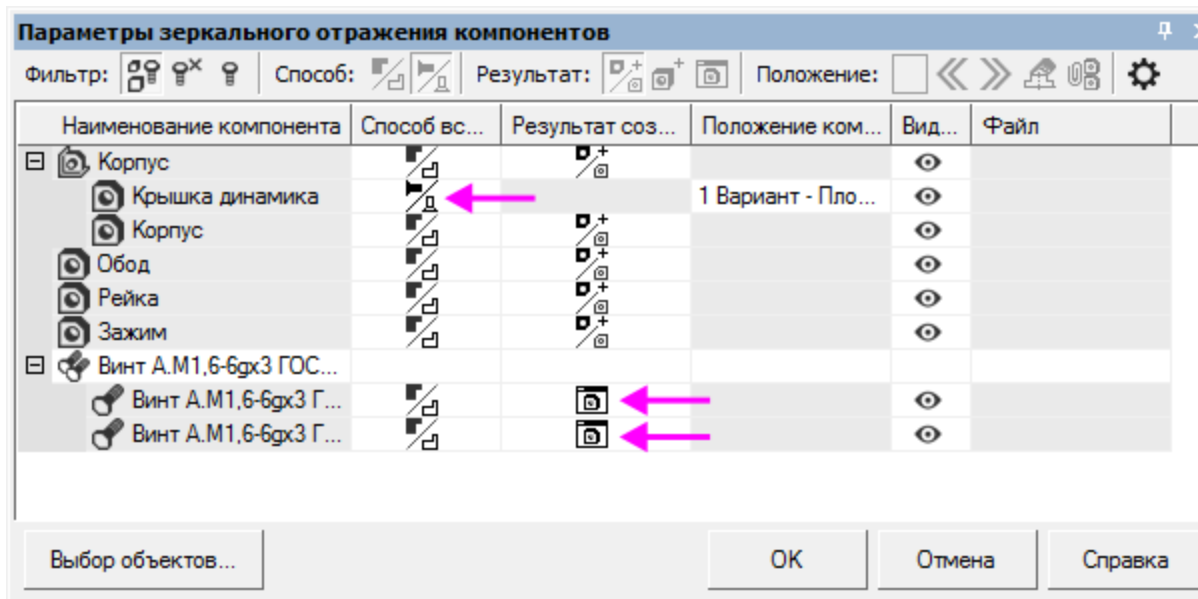 Параметры зеркального отражения компонентов
Фильтр: Способ: Результат: Положение:
Наименование компонента Способ вс... Результат соз... Положение ком... Вид... Файл
Корпус
Крышка динамика 1 Вариант - Пло...
Корпус
Обод
Рейка
Зажим
Винт А.М1,6-6gx3 ГОС...
Винт А.М1,6-6gx3 Г...
Винт А.М1,6-6gx3 Г...
Выбор объектов... OK Отмена Справка